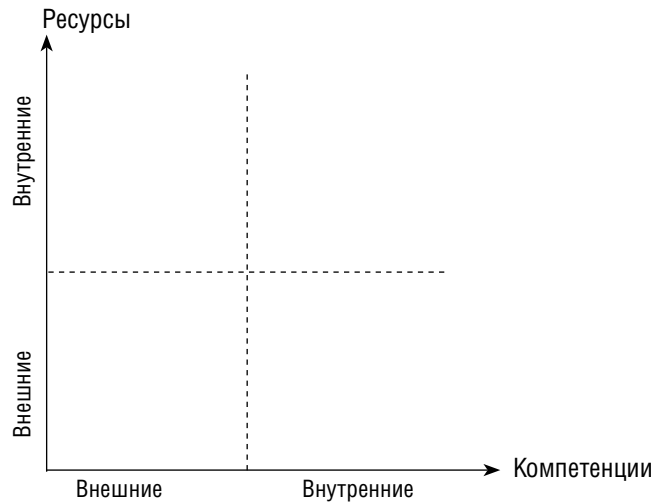 Ресурсы
Внутренние
Внешние
Компетенции
Внешние
Внутренние